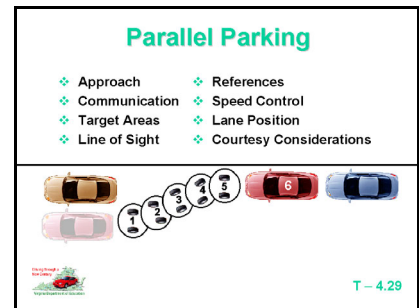 Parallel Parking
Approach
Communication
Target Areas
Line of Sight
References
Speed Control
Lane Position
Courtesy Considerations
1
2
3
4
5
6
T – 4.29